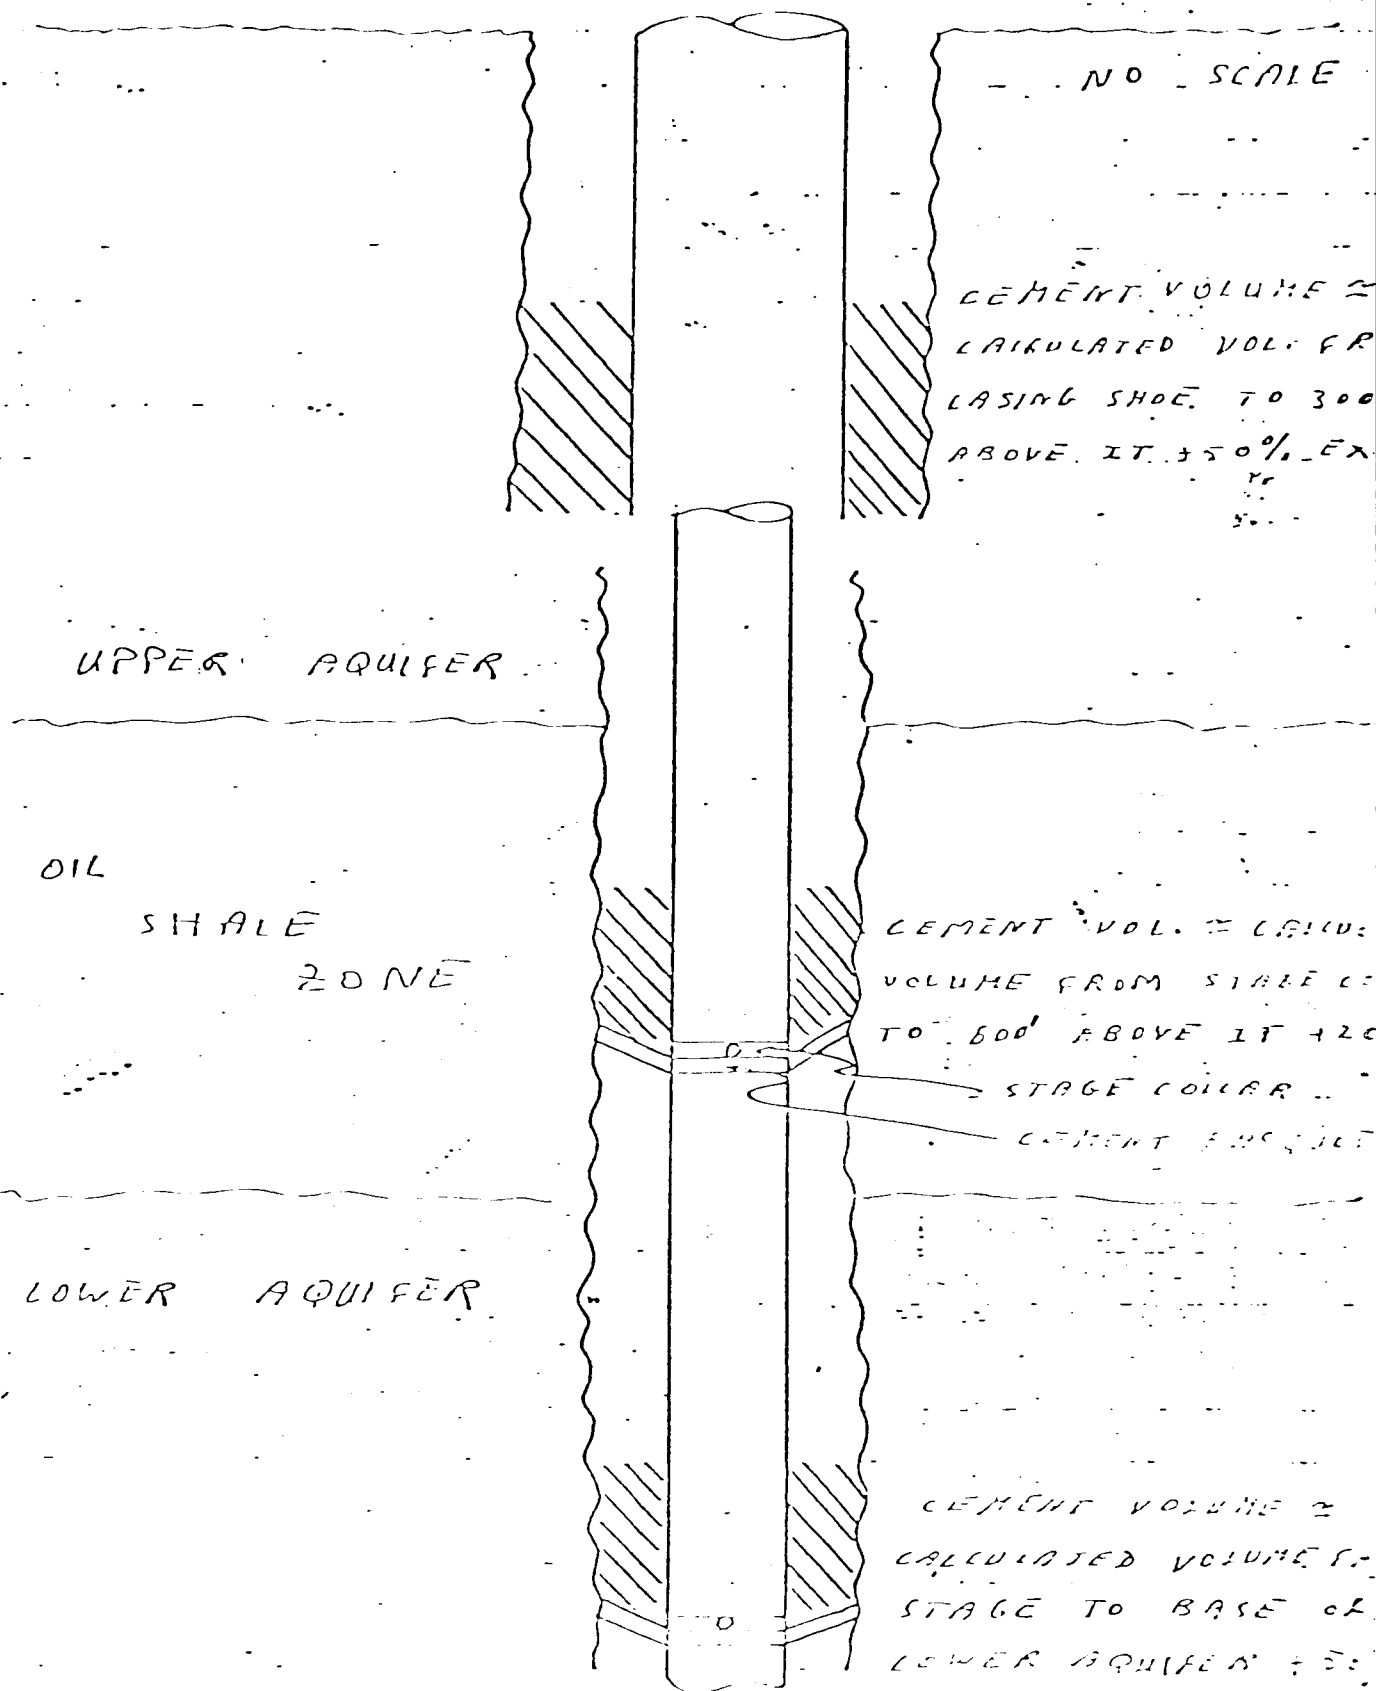 NO SCALE
CEMENT VOLUME ≈
CALCULATED VOL. FR
CASING SHOE TO 300
ABOVE IT +50% EX
UPPER AQUIFER
OIL
SHALE
ZONE
CEMENT VOL. ≈ CALCU
VOLUME FROM STAGE
TO 600' ABOVE IT +20
STAGE COLLAR
CEMENT
LOWER AQUIFER
CEMENT VOLUME ≈
CALCULATED VOLUME
STAGE TO BASE OF
LOWER AQUIFER